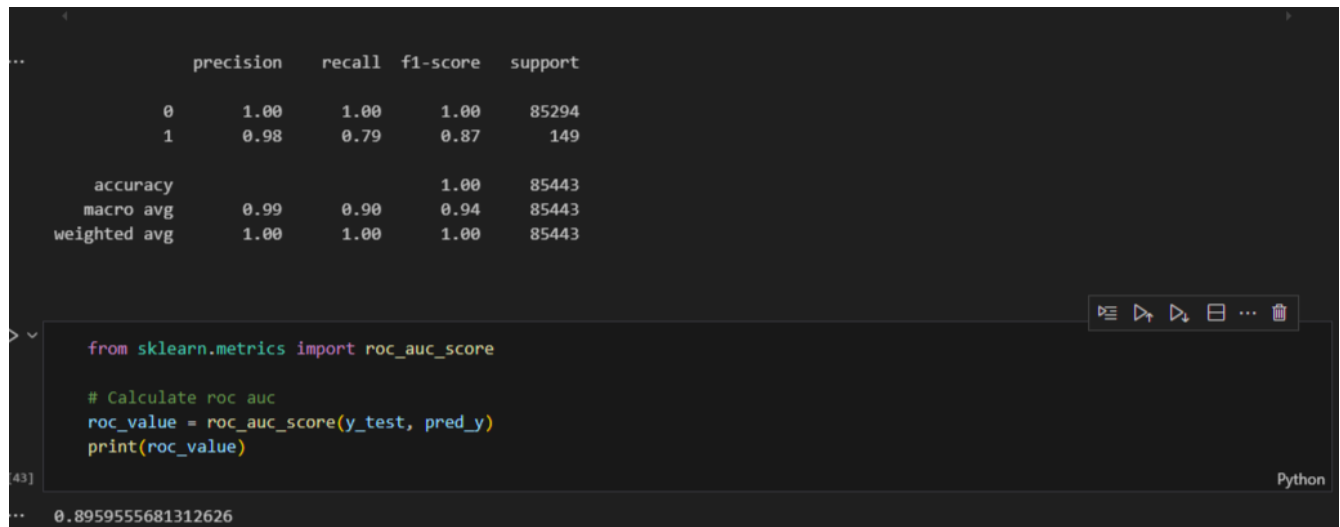 ... precision recall f1-score support
0 1.00 1.00 1.00 85294
1 0.98 0.79 0.87 149
accuracy 1.00 85443
macro avg 0.99 0.90 0.94 85443
weighted avg 1.00 1.00 1.00 85443
from sklearn.metrics import roc_auc_score
# Calculate roc auc
roc_value = roc_auc_score(y_test, pred_y)
print(roc_value)
[43] Python
... 0.8959555681312626